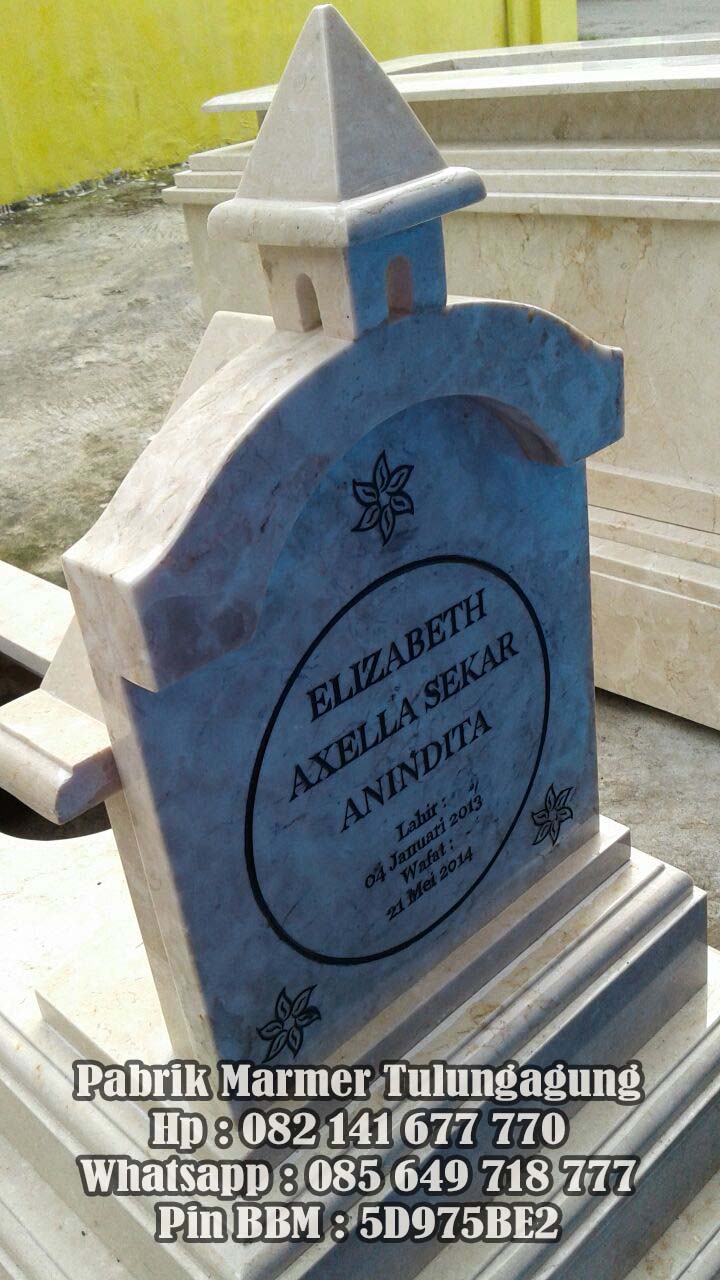 ELIZABETH
AXELLA SEKAR
ANINDITA
Lahir :
04 Januari 2013
Wafat :
21 Mei 2014
Pabrik Marmer Tulungagung
Hp : 082 141 677 770
Whatsapp : 085 649 718 777
Pin BBM : 5D975BE2